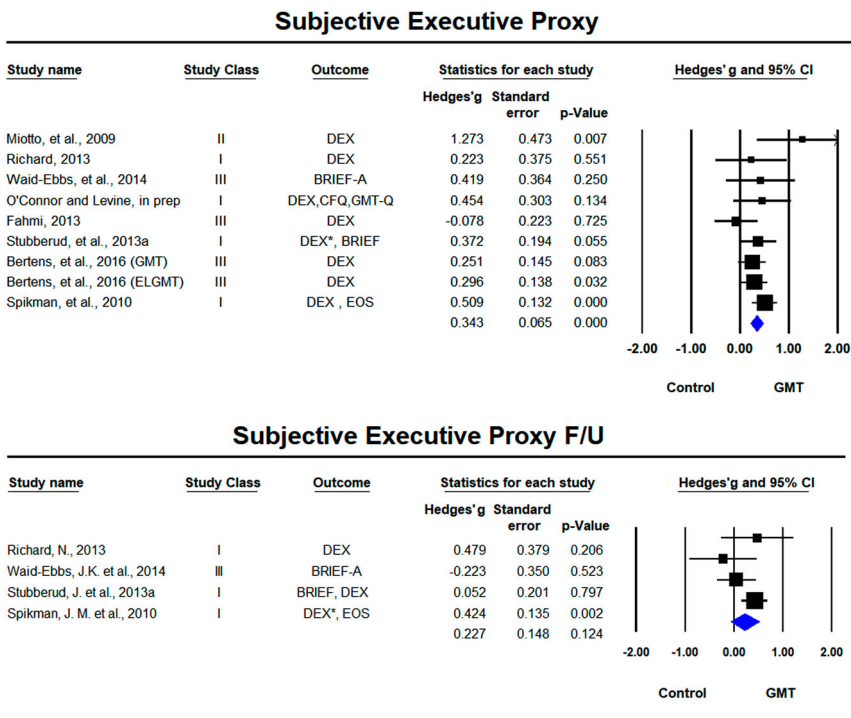 Subjective Executive Proxy
Study name Study Class Outcome Statistics for each study Hedges'g and 95% CI
Hedges'g Standard error p-Value
Miotto, et al., 2009 II DEX 1.273 0.473 0.007
Richard, 2013 I DEX 0.223 0.375 0.551
Waid-Ebbs, et al., 2014 III BRIEF-A 0.419 0.364 0.250
O'Connor and Levine, in prep I DEX,CFQ,GMT-Q 0.454 0.303 0.134
Fahmi, 2013 III DEX -0.078 0.223 0.725
Stubberud, et al., 2013a I DEX*, BRIEF 0.372 0.194 0.055
Bertens, et al., 2016 (GMT) III DEX 0.251 0.145 0.083
Bertens, et al., 2016 (ELGMT) III DEX 0.296 0.138 0.032
Spikman, et al., 2010 I DEX , EOS 0.509 0.132 0.000
0.343 0.065 0.000
-2.00 -1.00 0.00 1.00 2.00
Control GMT
Subjective Executive Proxy F/U
Study name Study Class Outcome Statistics for each study Hedges'g and 95% CI
Hedges'g Standard error p-Value
Richard, N., 2013 I DEX 0.479 0.379 0.206
Waid-Ebbs, J.K. et al., 2014 III BRIEF-A -0.223 0.350 0.523
Stubberud, J. et al., 2013a I BRIEF, DEX 0.052 0.201 0.797
Spikman, J. M. et al., 2010 I DEX*, EOS 0.424 0.135 0.002
0.227 0.148 0.124
-2.00 -1.00 0.00 1.00 2.00
Control GMT